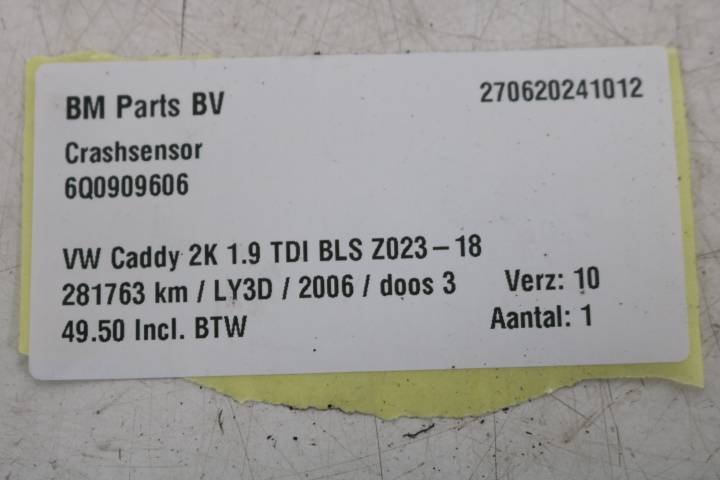 BM Parts BV 270620241012
Crashsensor
6Q0909606
VW Caddy 2K 1.9 TDI BLS Z023-18
281763 km / LY3D / 2006 / doos 3 Verz: 10
49.50 Incl. BTW Aantal: 1